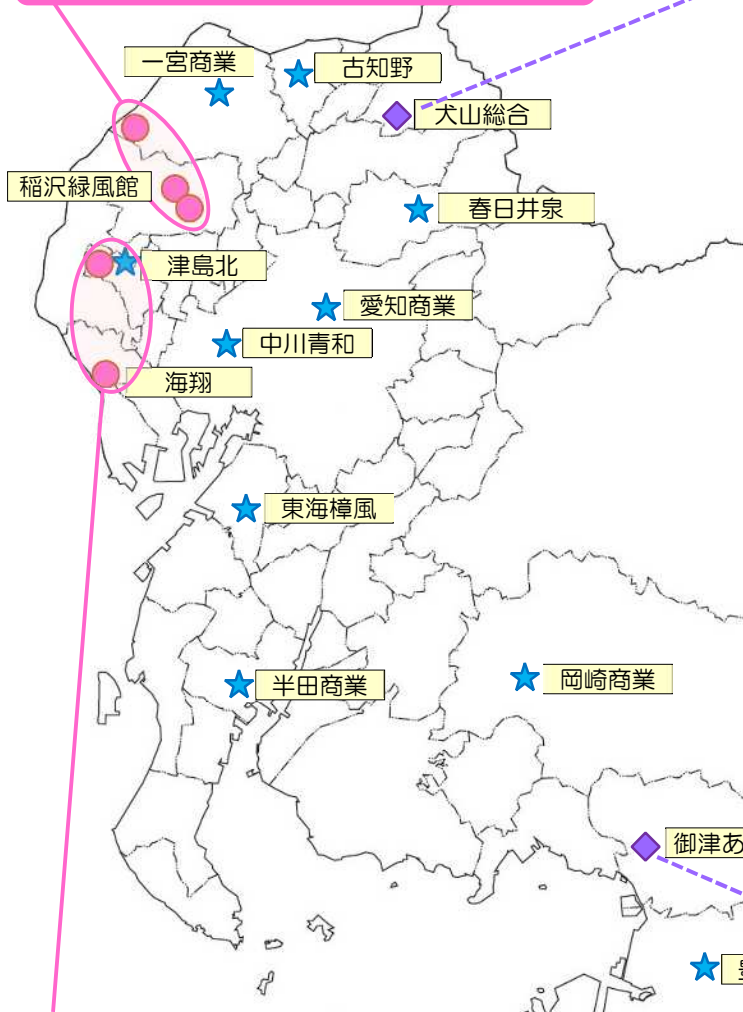 一宮商業
古知野
犬山総合
稲沢緑風館
春日井泉
津島北
愛知商業
中川青和
海翔
東海樟風
半田商業
岡崎商業
御津あ